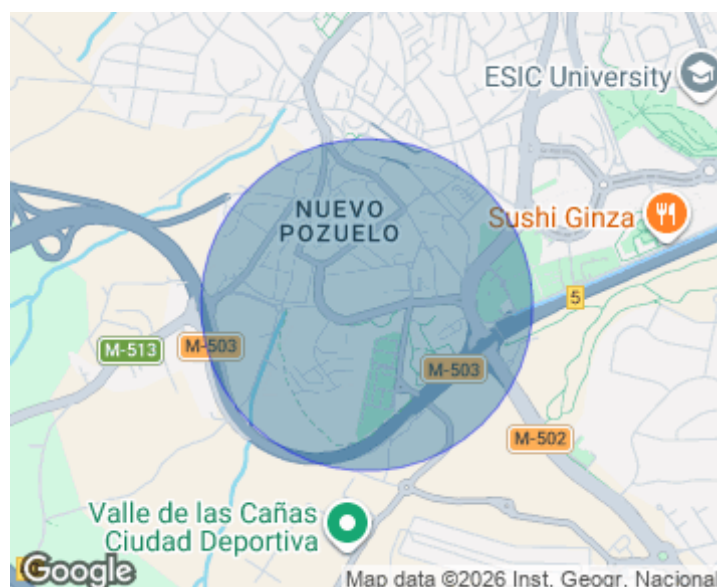 ESIC University
NUEVO
POZUELO
Sushi Ginza
5
M-513
M-503
M-503
M-502
Valle de las Cañas
Ciudad Deportiva
Google
Map data ©2026 Inst. Geogr. Nacional